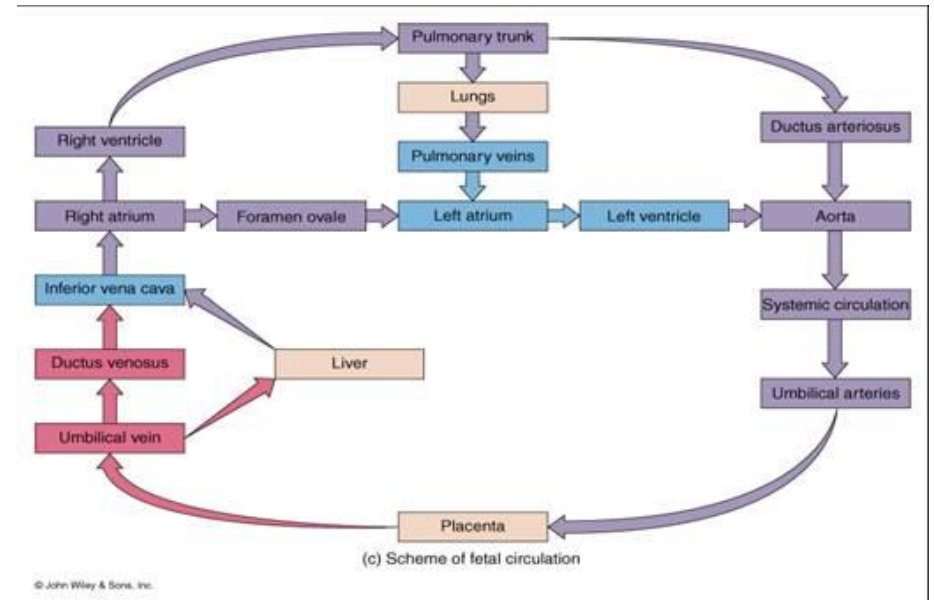 Pulmonary trunk
Lungs
Right ventricle
Ductus arteriosus
Pulmonary veins
Right atrium
Foramen ovale
Left atrium
Left ventricle
Aorta
Inferior vena cava
Systemic circulation
Ductus venosus
Liver
Umbilical arteries
Umbilical vein
Placenta
(c) Scheme of fetal circulation
© John Wiley & Sons, Inc.